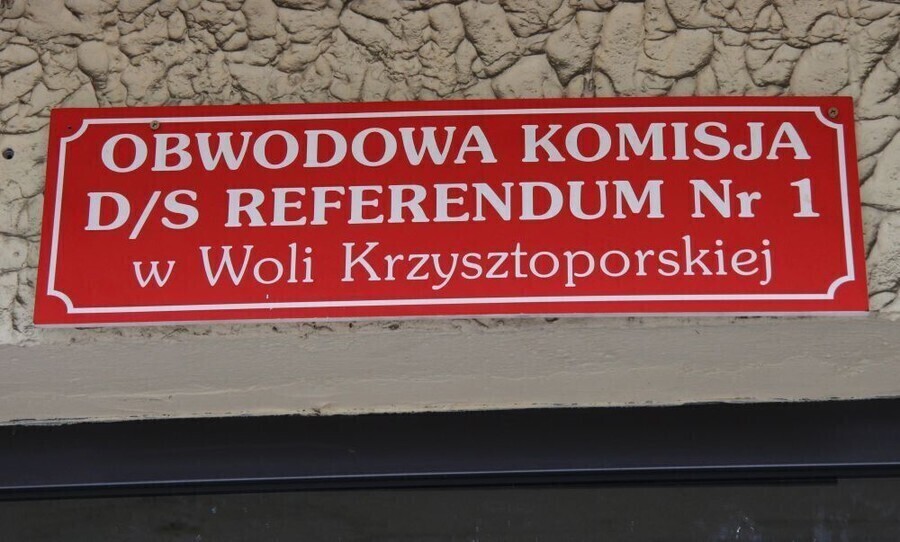 OBWODOWA KOMISJA
D/S REFERENDUM Nr 1
w Woli Krzysztoporskiej